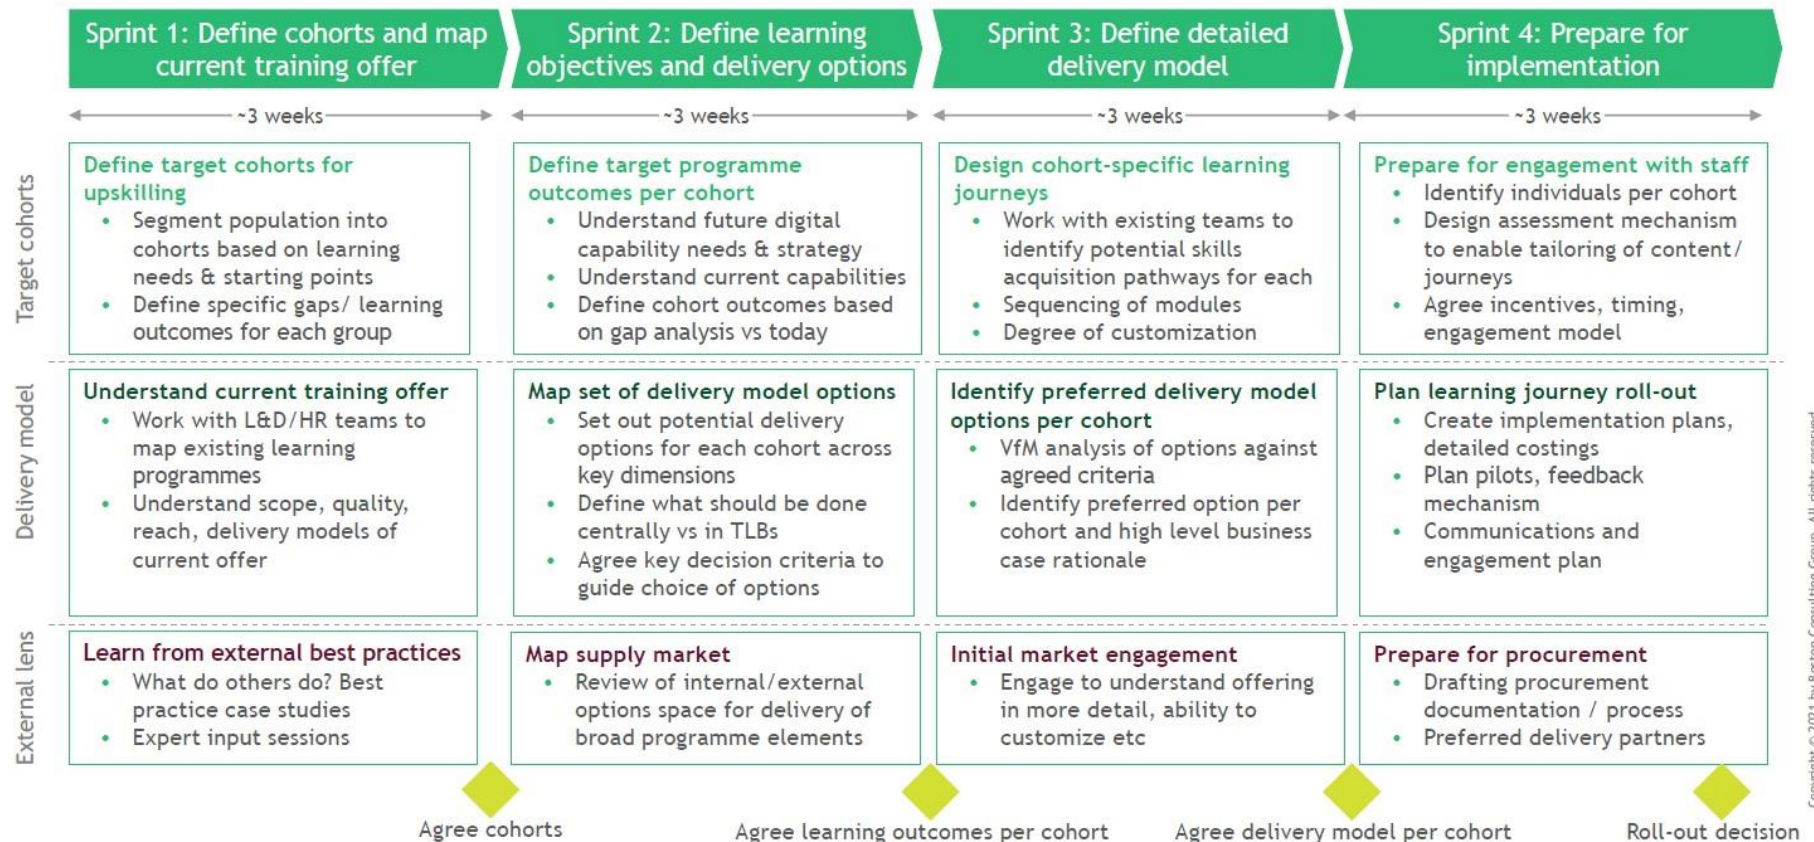 Sprint 1: Define cohorts and map
current training offer
Sprint 2: Define learning
objectives and delivery options
Sprint 3: Define detailed
delivery model
Sprint 4: Prepare for
implementation
~3 weeks
~3 weeks
~3 weeks
~3 weeks
Target cohorts
Define target cohorts for
upskilling
• Segment population into
cohorts based on learning
needs & starting points
• Define specific gaps/ learning
outcomes for each group
Define target programme
outcomes per cohort
• Understand future digital
capability needs & strategy
• Understand current capabilities
• Define cohort outcomes based
on gap analysis vs today
Design cohort-specific learning
journeys
• Work with existing teams to
identify potential skills
acquisition pathways for each
• Sequencing of modules
• Degree of customization
Prepare for engagement with staff
• Identify individuals per cohort
• Design assessment mechanism
to enable tailoring of content/
journeys
• Agree incentives, timing,
engagement model
Delivery model
Understand current training offer
• Work with L&D/HR teams to
map existing learning
programmes
• Understand scope, quality,
reach, delivery models of
current offer
Map set of delivery model options
• Set out potential delivery
options for each cohort across
key dimensions
• Define what should be done
centrally vs in TLBs
• Agree key decision criteria to
guide choice of options
Identify preferred delivery model
options per cohort
• VfM analysis of options against
agreed criteria
• Identify preferred option per
cohort and high level business
case rationale
Plan learning journey roll-out
• Create implementation plans,
detailed costings
• Plan pilots, feedback
mechanism
• Communications and
engagement plan
External lens
Learn from external best practices
• What do others do? Best
practice case studies
• Expert input sessions
Map supply market
• Review of internal/external
options space for delivery of
broad programme elements
Initial market engagement
• Engage to understand offering
in more detail, ability to
customize etc
Prepare for procurement
• Drafting procurement
documentation / process
• Preferred delivery partners
Agree cohorts
Agree learning outcomes per cohort
Agree delivery model per cohort
Roll-out decision
Copyright © 2021 by Boston Consulting Group. All rights reserved.